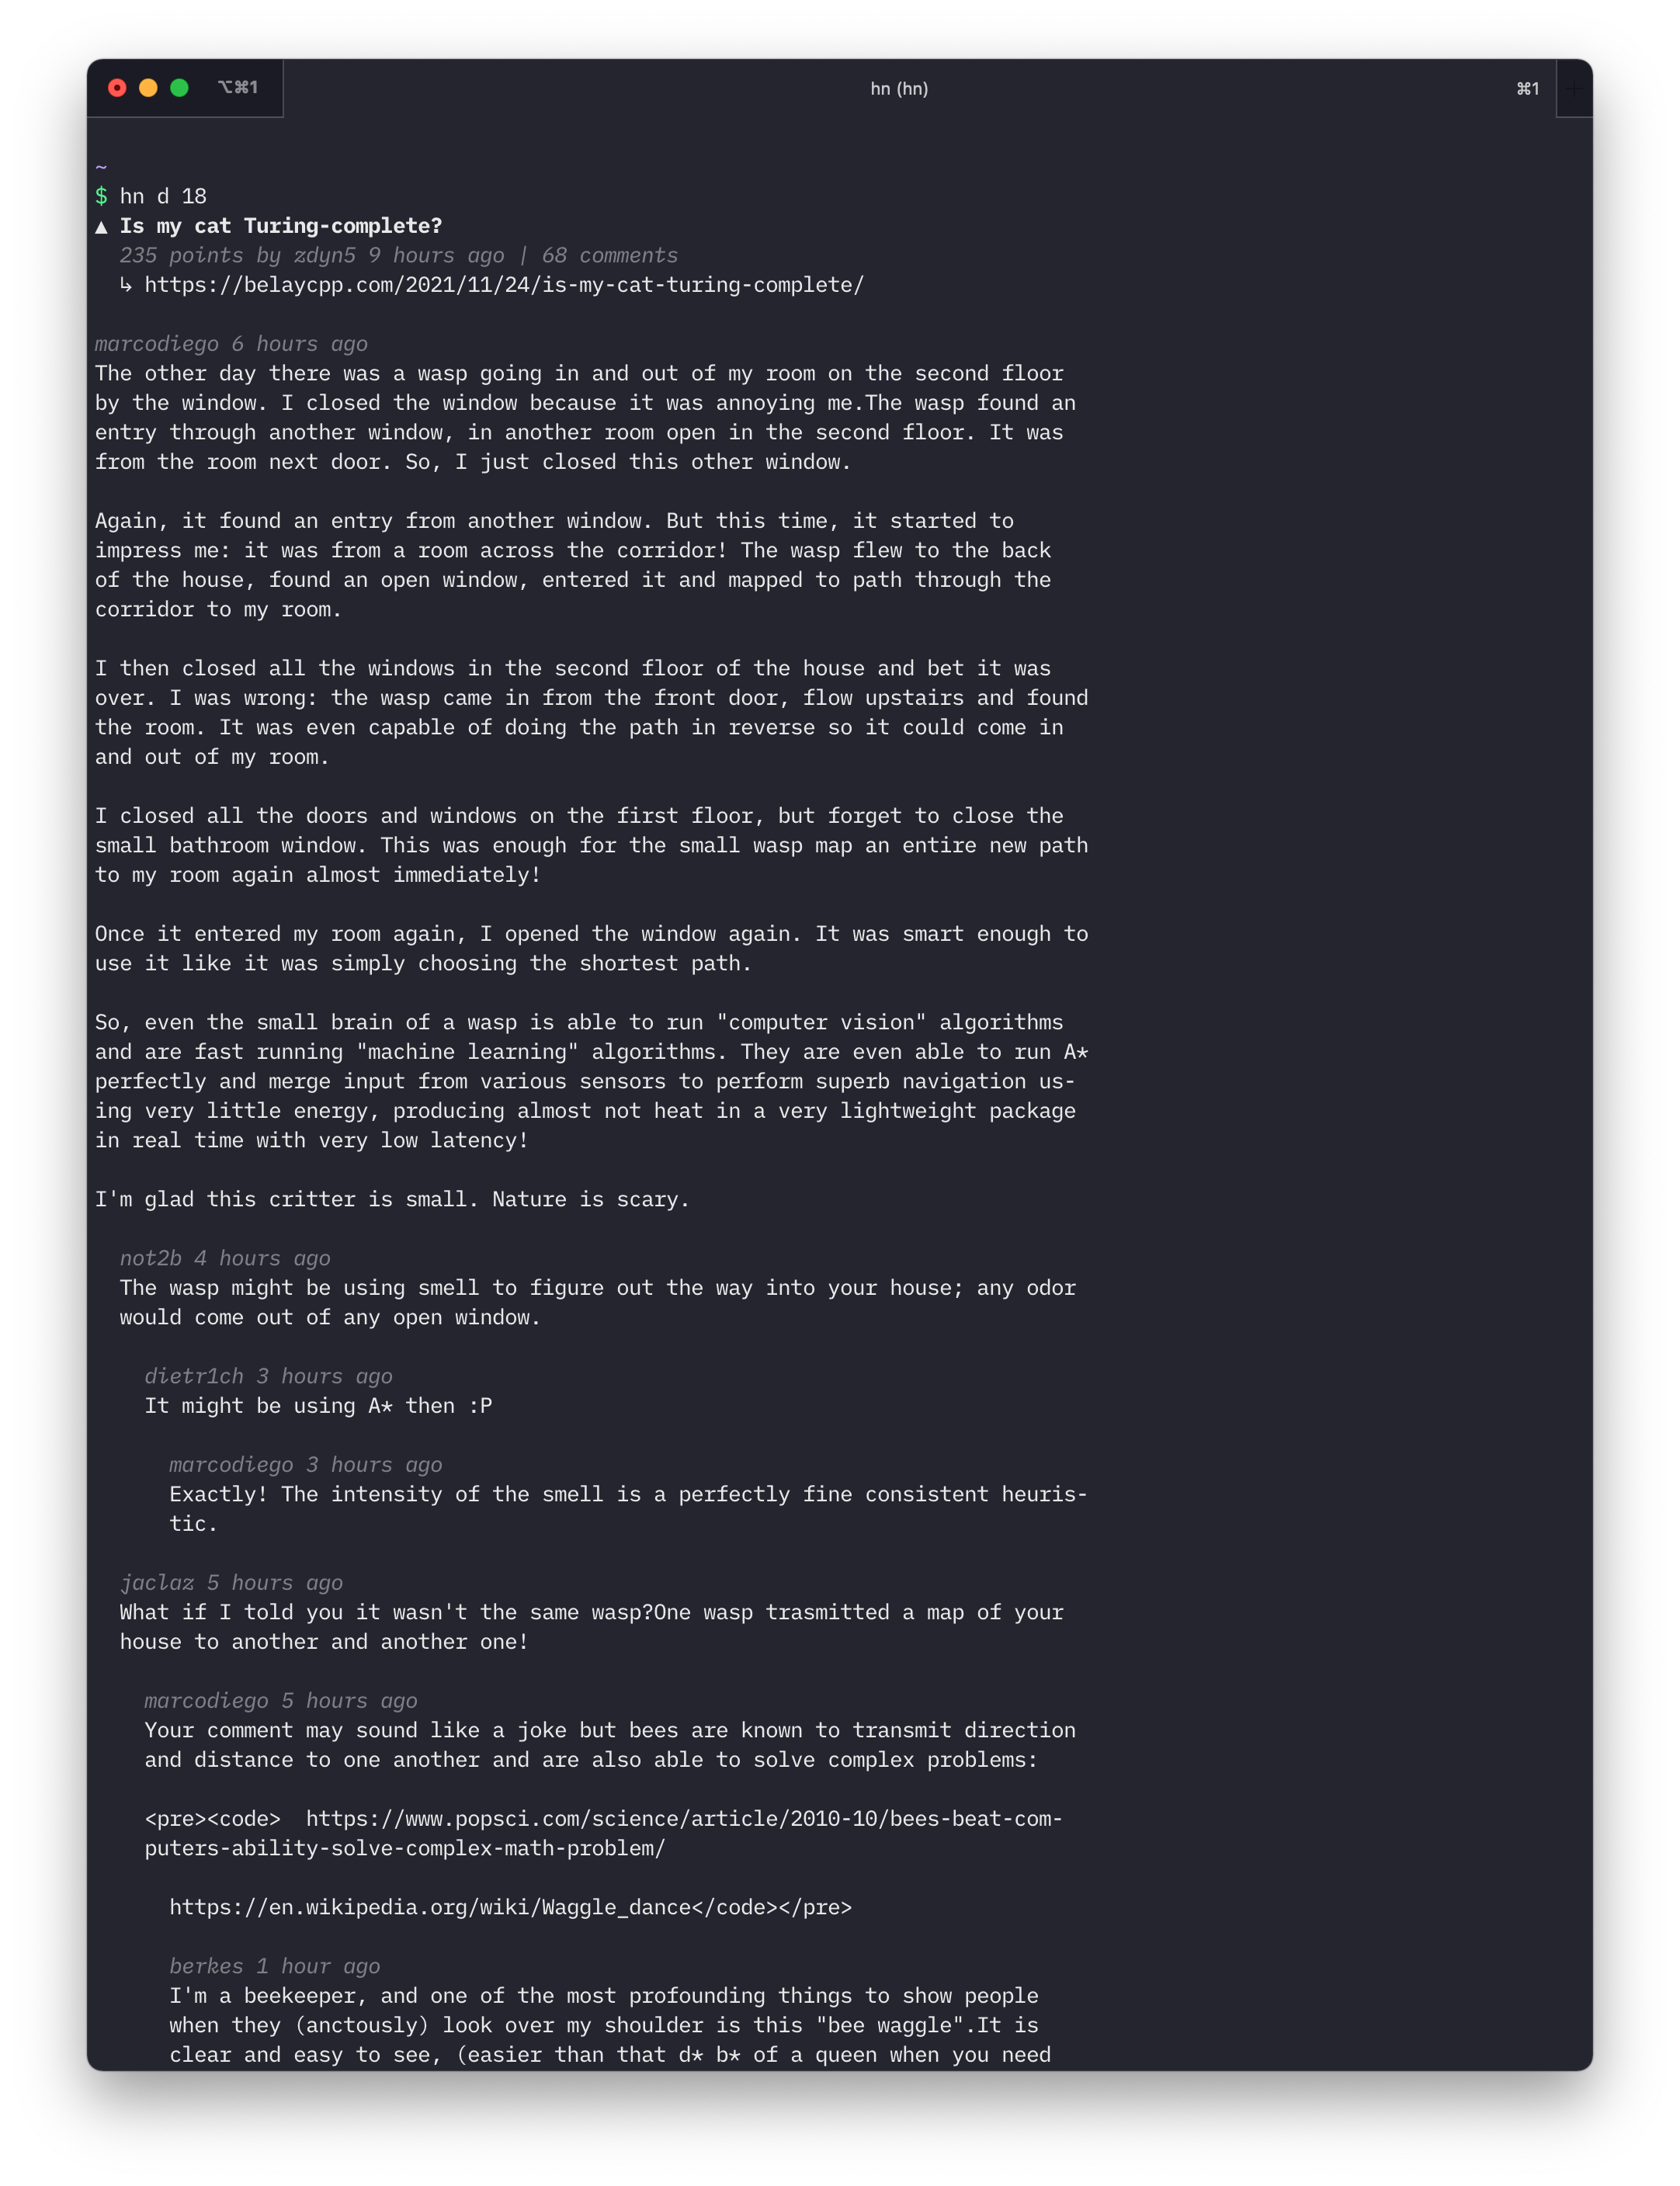 ⌥⌘1 hn (hn) ⌘1 +
~
$ hn d 18
▲ Is my cat Turing-complete?
235 points by zdyn5 9 hours ago | 68 comments
↳ https://belaycpp.com/2021/11/24/is-my-cat-turing-complete/
marcodiego 6 hours ago
The other day there was a wasp going in and out of my room on the second floor
by the window. I closed the window because it was annoying me.The wasp found an
entry through another window, in another room open in the second floor. It was
from the room next door. So, I just closed this other window.
Again, it found an entry from another window. But this time, it started to
impress me: it was from a room across the corridor! The wasp flew to the back
of the house, found an open window, entered it and mapped to path through the
corridor to my room.
I then closed all the windows in the second floor of the house and bet it was
over. I was wrong: the wasp came in from the front door, flow upstairs and found
the room. It was even capable of doing the path in reverse so it could come in
and out of my room.
I closed all the doors and windows on the first floor, but forget to close the
small bathroom window. This was enough for the small wasp map an entire new path
to my room again almost immediately!
Once it entered my room again, I opened the window again. It was smart enough to
use it like it was simply choosing the shortest path.
So, even the small brain of a wasp is able to run "computer vision" algorithms
and are fast running "machine learning" algorithms. They are even able to run A*
perfectly and merge input from various sensors to perform superb navigation us-
ing very little energy, producing almost not heat in a very lightweight package
in real time with very low latency!
I'm glad this critter is small. Nature is scary.
not2b 4 hours ago
The wasp might be using smell to figure out the way into your house; any odor
would come out of any open window.
dietr1ch 3 hours ago
It might be using A* then :P
marcodiego 3 hours ago
Exactly! The intensity of the smell is a perfectly fine consistent heuris-
tic.
jaclaz 5 hours ago
What if I told you it wasn't the same wasp?One wasp trasmitted a map of your
house to another and another one!
marcodiego 5 hours ago
Your comment may sound like a joke but bees are known to transmit direction
and distance to one another and are also able to solve complex problems:
<pre><code>  https://www.popsci.com/science/article/2010-10/bees-beat-com-
puters-ability-solve-complex-math-problem/
https://en.wikipedia.org/wiki/Waggle_dance</code></pre>
berkes 1 hour ago
I'm a beekeeper, and one of the most profounding things to show people
when they (anctously) look over my shoulder is this "bee waggle".It is
clear and easy to see, (easier than that d* b* of a queen when you need